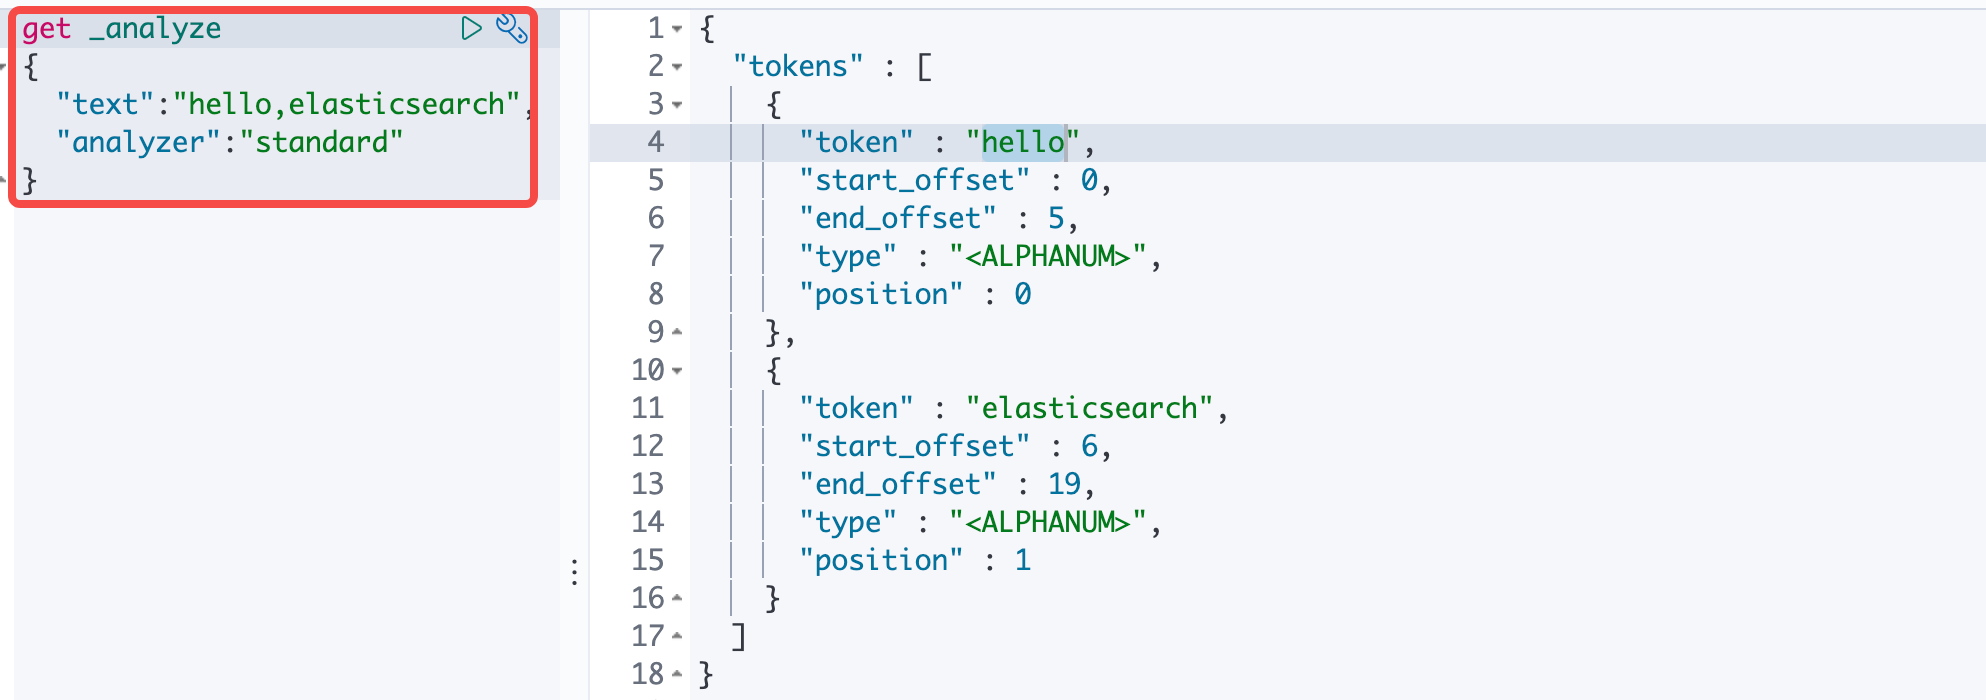 get _analyze
{
  "text":"hello,elasticsearch",
  "analyzer":"standard"
}
1 {
2   "tokens" : [
3     {
4       "token" : "hello",
5       "start_offset" : 0,
6       "end_offset" : 5,
7       "type" : "<ALPHANUM>",
8       "position" : 0
9     },
10     {
11       "token" : "elasticsearch",
12       "start_offset" : 6,
13       "end_offset" : 19,
14       "type" : "<ALPHANUM>",
15       "position" : 1
16     }
17   ]
18 }